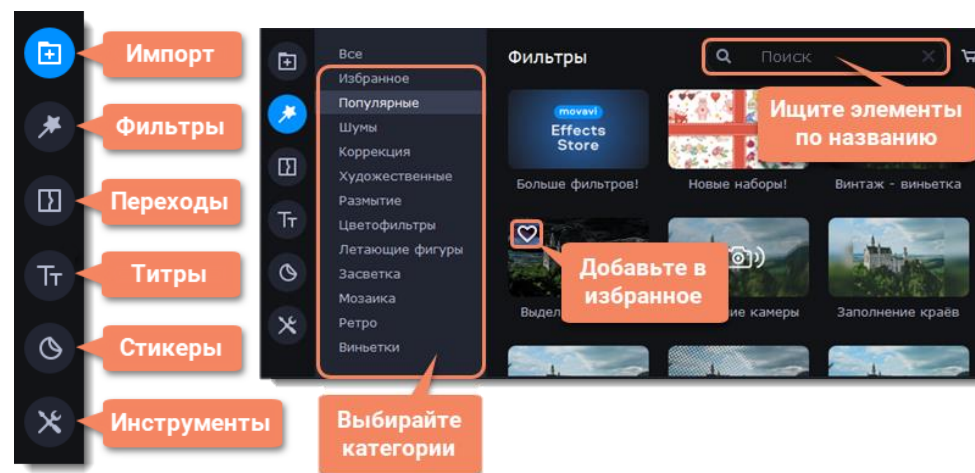 Импорт
Фильтры
Переходы
Титры
Стикеры
Инструменты
Все
Избранное
Популярные
Шумы
Коррекция
Художественные
Размытие
Цветофильтры
Летающие фигуры
Засветка
Мозаика
Ретро
Виньетки
Выбирайте
категории
Фильтры
Поиск
Ищите элементы
по названию
movavi
Effects
Store
Больше фильтров!
Новые наборы!
Винтаж - виньетка
Добавьте в
избранное
камеры
Заполнение краёв